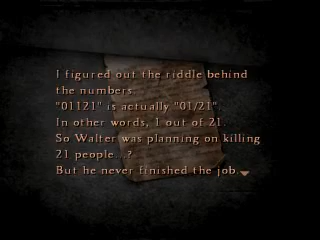 I figured out the riddle behind
the numbers.
"01121" is actually "01/21".
In other words, 1 out of 21.
So Walter was planning on killing
21 people...?
But he never finished the job.